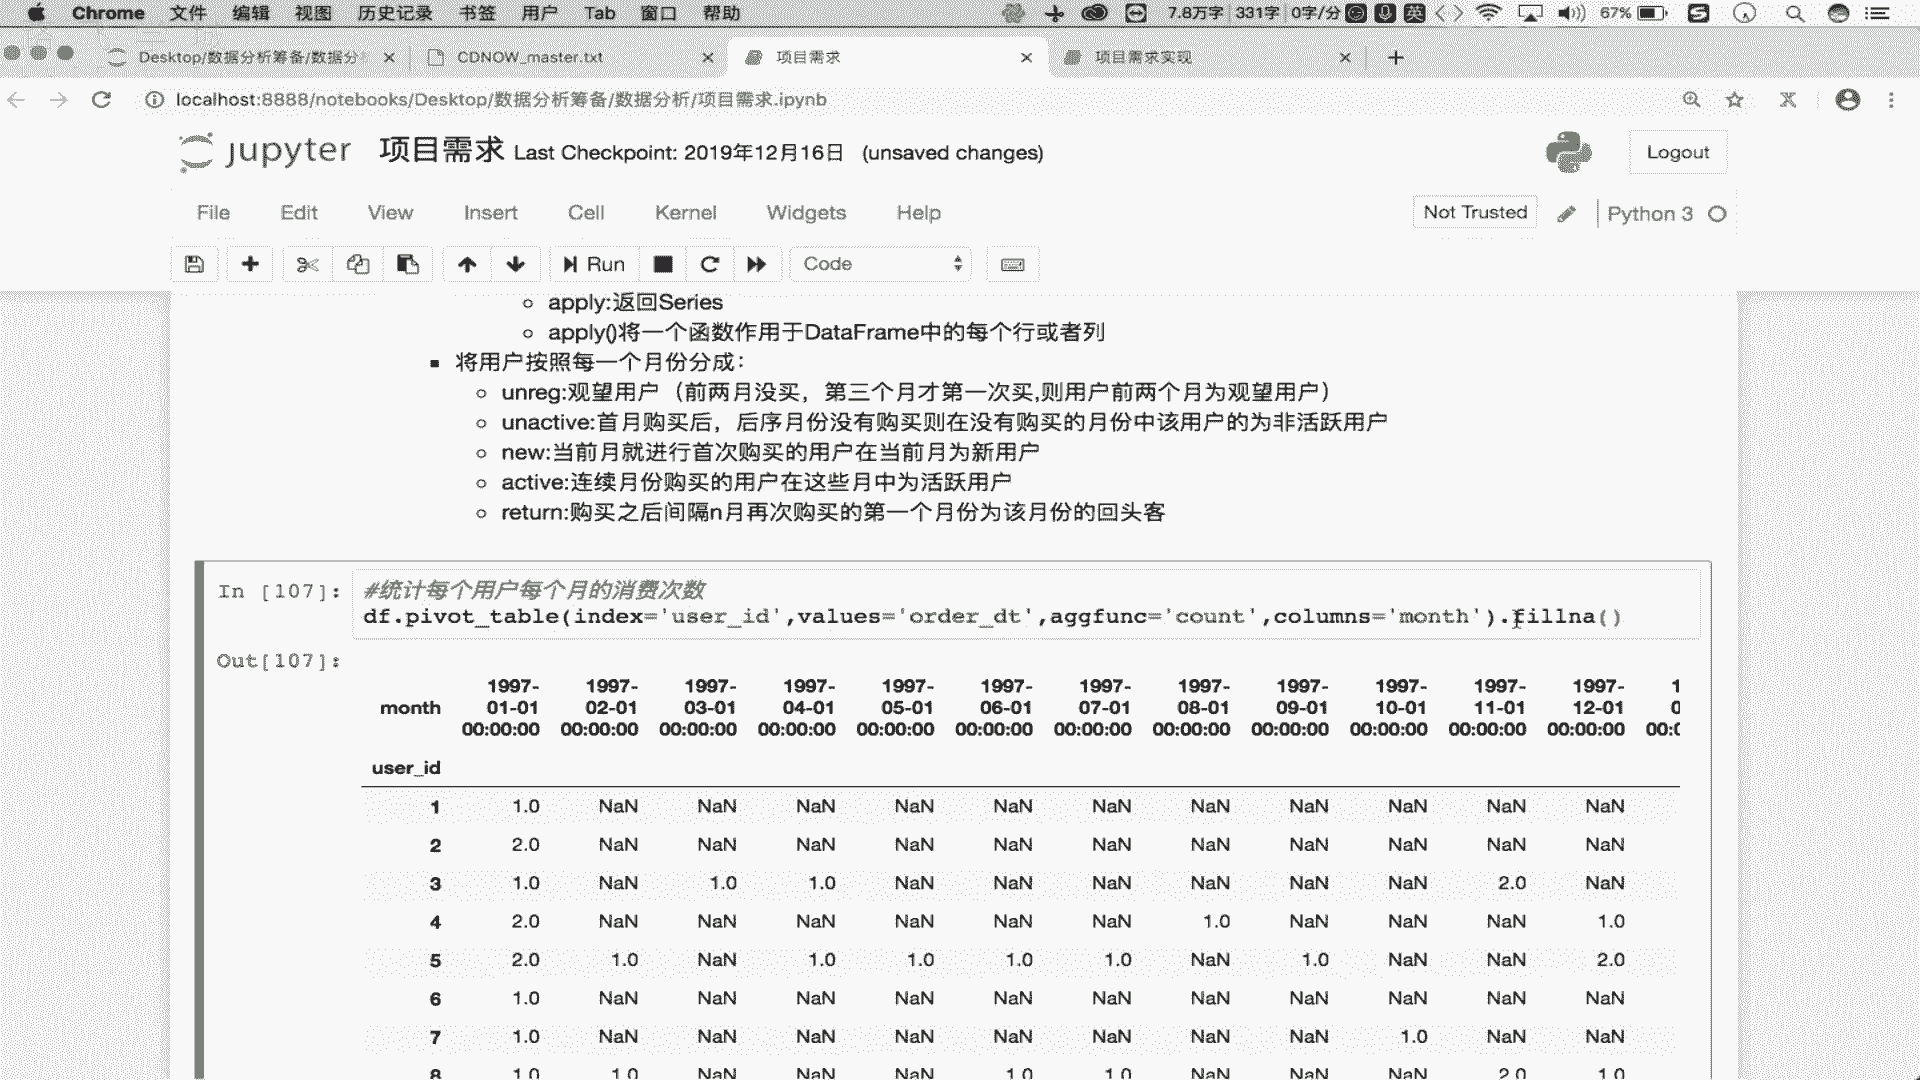 Chrome 文件 编辑 视图 历史记录 书签 用户 Tab 窗口 帮助 7.8万字 331字 0字/分 英 67%
Desktop/数据分析筹备/数据分 CDNOW_master.txt 项目需求 项目需求实现
localhost:8888/notebooks/Desktop/数据分析筹备/数据分析/项目需求.ipynb
jupyter 项目需求 Last Checkpoint: 2019年12月16日 (unsaved changes) Logout
File Edit View Insert Cell Kernel Widgets Help Not Trusted Python 3
Run Code
apply:返回Series
apply()将一个函数作用于DataFrame中的每个行或者列
将用户按照每一个月份分成：
unreg:观望用户（前两月没买，第三个月才第一次买,则用户前两个月为观望用户）
unactive:首月购买后，后序月份没有购买则在没有购买的月份中该用户的为非活跃用户
new:当前月就进行首次购买的用户在当前月为新用户
active:连续月份购买的用户在这些月中为活跃用户
return:购买之后间隔n月再次购买的第一个月份为该月份的回头客
In [107]: #统计每个用户每个月的消费次数
df.pivot_table(index='user_id',values='order_dt',aggfunc='count',columns='month').fillna()
Out[107]:
1997- 1997- 1997- 1997- 1997- 1997- 1997- 1997- 1997- 1997- 1997- 1997- 1
month 01-01 02-01 03-01 04-01 05-01 06-01 07-01 08-01 09-01 10-01 11-01 12-01 0
00:00:00 00:00:00 00:00:00 00:00:00 00:00:00 00:00:00 00:00:00 00:00:00 00:00:00 00:00:00 00:00:00 00:00:00 00:0
user_id
1 1.0 NaN NaN NaN NaN NaN NaN NaN NaN NaN NaN NaN
2 2.0 NaN NaN NaN NaN NaN NaN NaN NaN NaN NaN NaN
3 1.0 NaN 1.0 1.0 NaN NaN NaN NaN NaN NaN 2.0 NaN
4 2.0 NaN NaN NaN NaN NaN NaN 1.0 NaN NaN NaN 1.0
5 2.0 1.0 NaN 1.0 1.0 1.0 1.0 NaN 1.0 NaN NaN 2.0
6 1.0 NaN NaN NaN NaN NaN NaN NaN NaN NaN NaN NaN
7 1.0 NaN NaN NaN NaN NaN NaN NaN NaN 1.0 NaN NaN
8 1.0 1.0 NaN NaN NaN 1.0 1.0 NaN NaN NaN 2.0 1.0